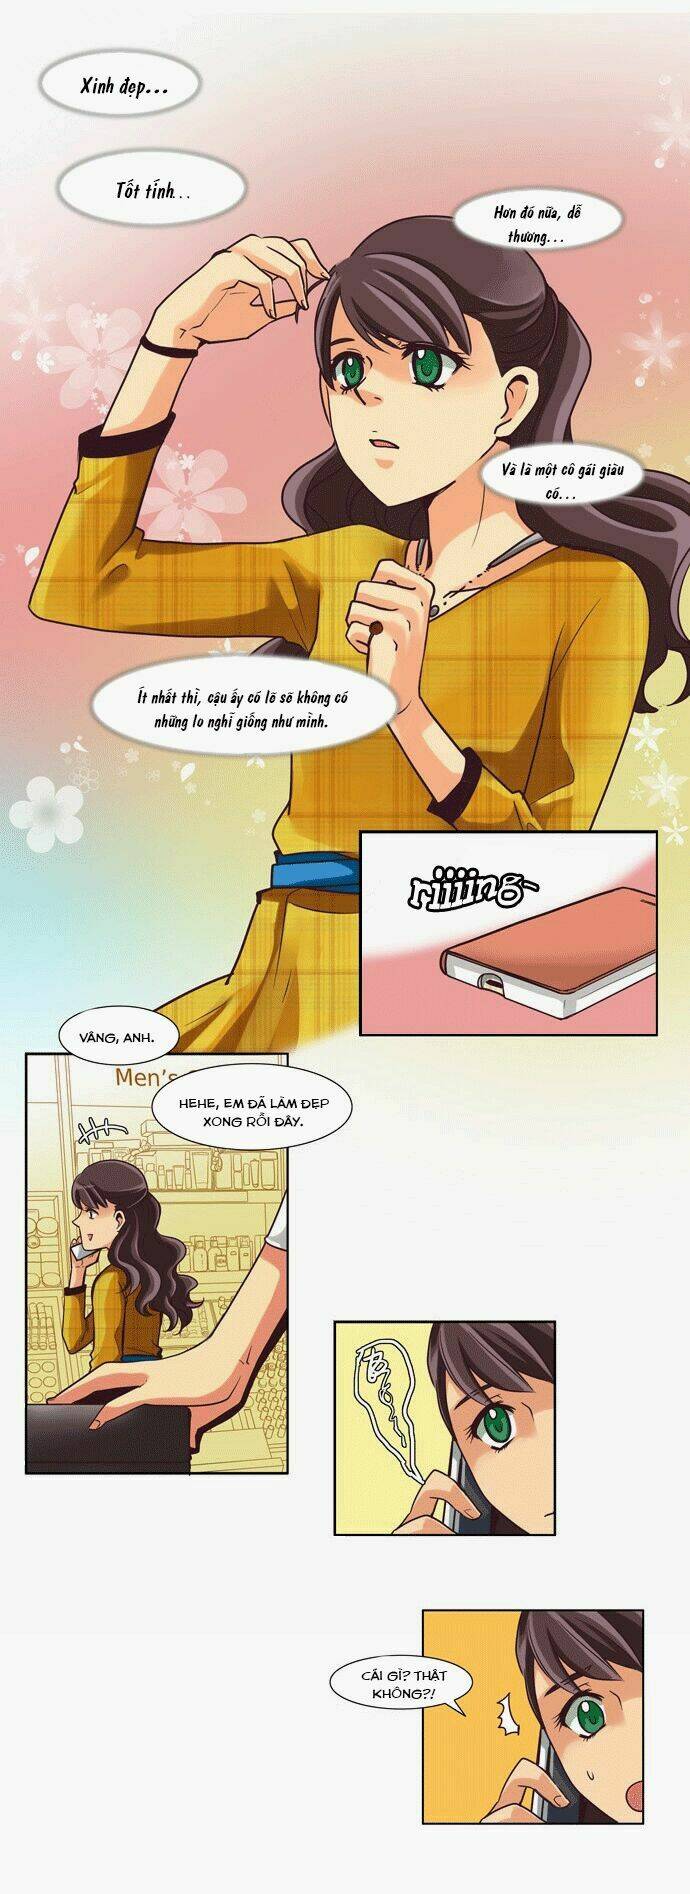 Xinh đẹp...
Tốt tính...
Hơn đó nữa, dễ
thương...
Và là một cô gái giàu
có...
Ít nhất thì, cậu ấy có lẽ sẽ không có
những lo nghĩ giống như mình.
riiiing~
VÂNG, ANH.
Men's
HEHE, EM ĐÃ LÀM ĐẸP
XONG RỒI ĐÂY.
CÁI GÌ? THẬT
KHÔNG?!